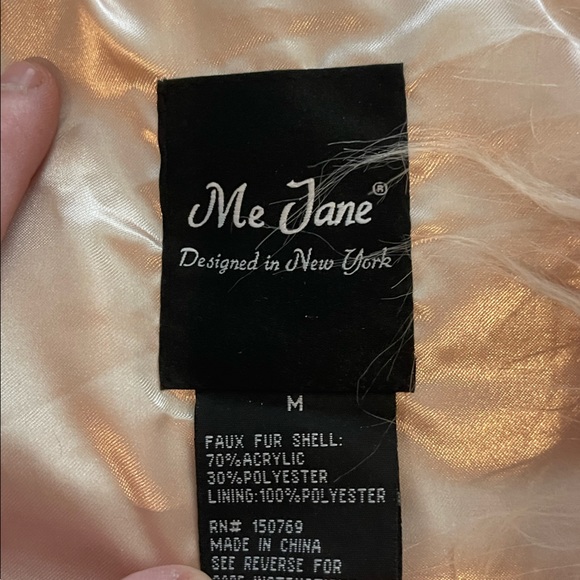 Me Jane®
Designed in New York
M
FAUX FUR SHELL:
70%ACRYLIC
30%POLYESTER
LINING:100%POLYESTER
RN# 150769
MADE IN CHINA
SEE REVERSE FOR